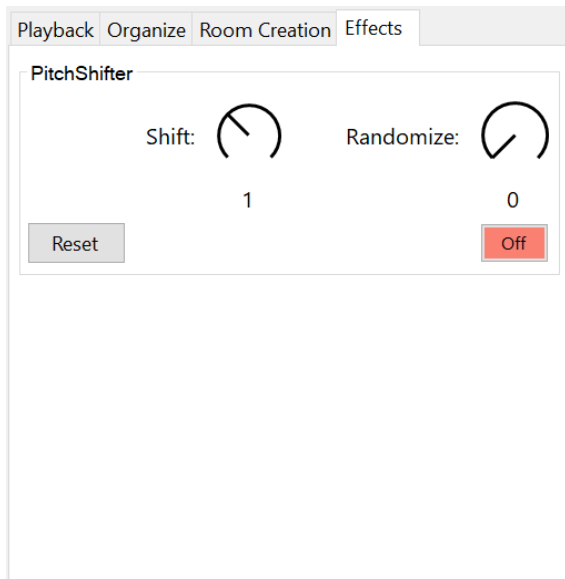 Playback Organize Room Creation Effects
PitchShifter
Shift: Randomize:
1 0
Reset Off